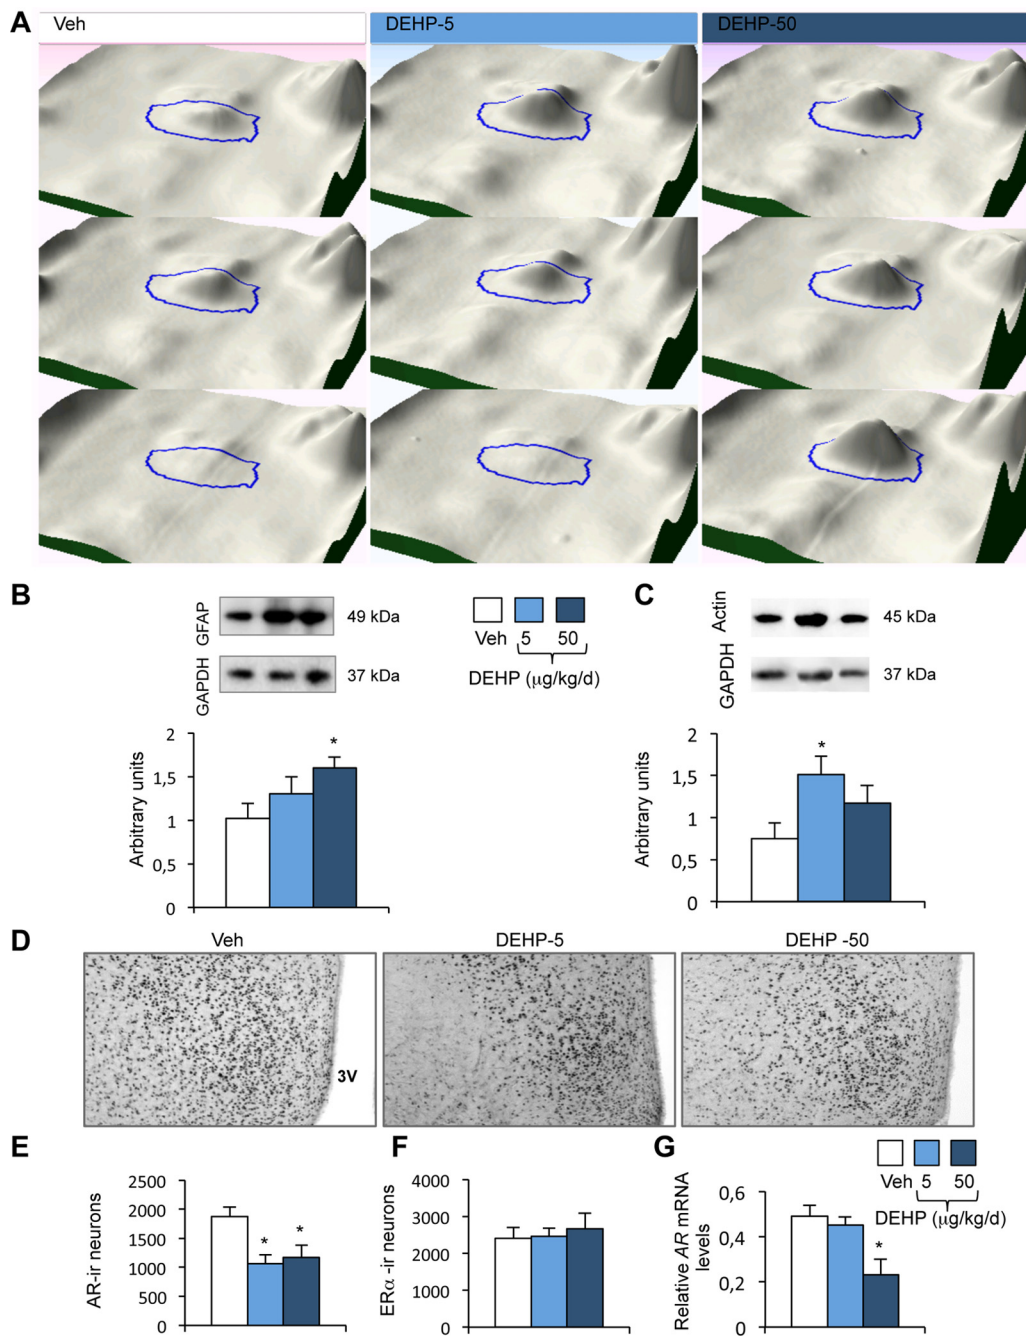 A
Veh
DEHP-5
DEHP-50
B
GFAP
49 kDa
GAPDH
37 kDa
Veh 5 50
DEHP (µg/kg/d)
C
Actin
45 kDa
GAPDH
37 kDa
Arbitrary units
2
1,5
1
0,5
0
*
Arbitrary units
2
1,5
1
0,5
0
*
D
Veh
DEHP-5
DEHP -50
3V
E
AR-ir neurons
2500
2000
1500
1000
500
0
* *
F
ERα -ir neurons
4000
3000
2000
1000
0
G
Veh 5 50
DEHP (µg/kg/d)
Relative AR mRNA
levels
0,6
0,4
0,2
0
*